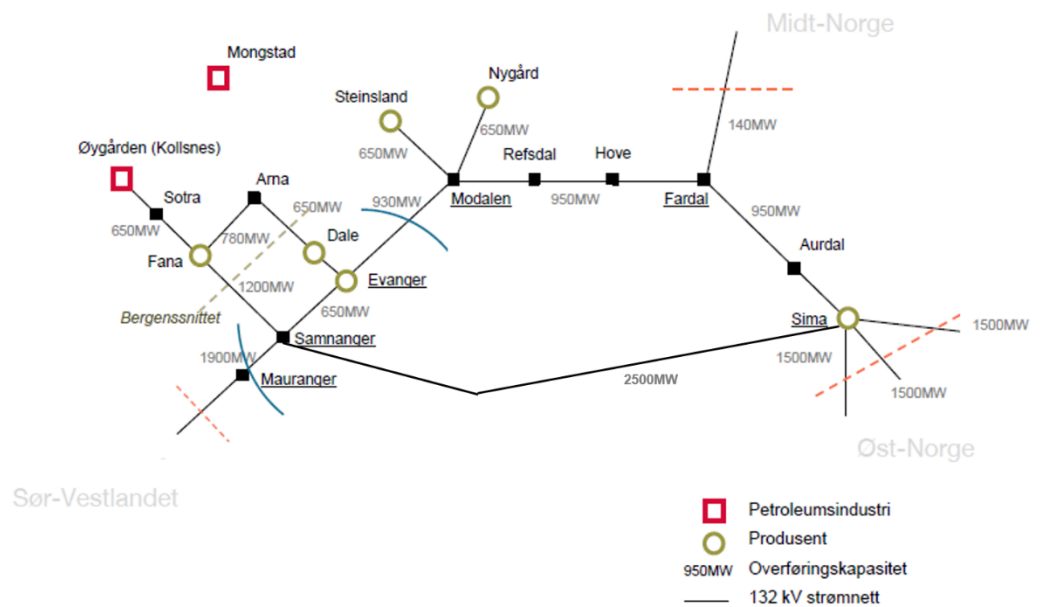 Midt-Norge
Mongstad
Nygård
Steinsland
650MW
140MW
Øygården (Kollsnes)
650MW
Refsdal
Hove
Arna
Sotra
650MW
930MW
Modalen
950MW
Fardal
950MW
650MW
780MW
Dale
Aurdal
Fana
1200MW
Evanger
Bergenssnittet
650MW
Sima
1500MW
Samnanger
1900MW
1500MW
Mauranger
2500MW
1500MW
Øst-Norge
Sør-Vestlandet
Petroleumsindustri
Produsent
950MW Overføringskapasitet
132 kV strømnett